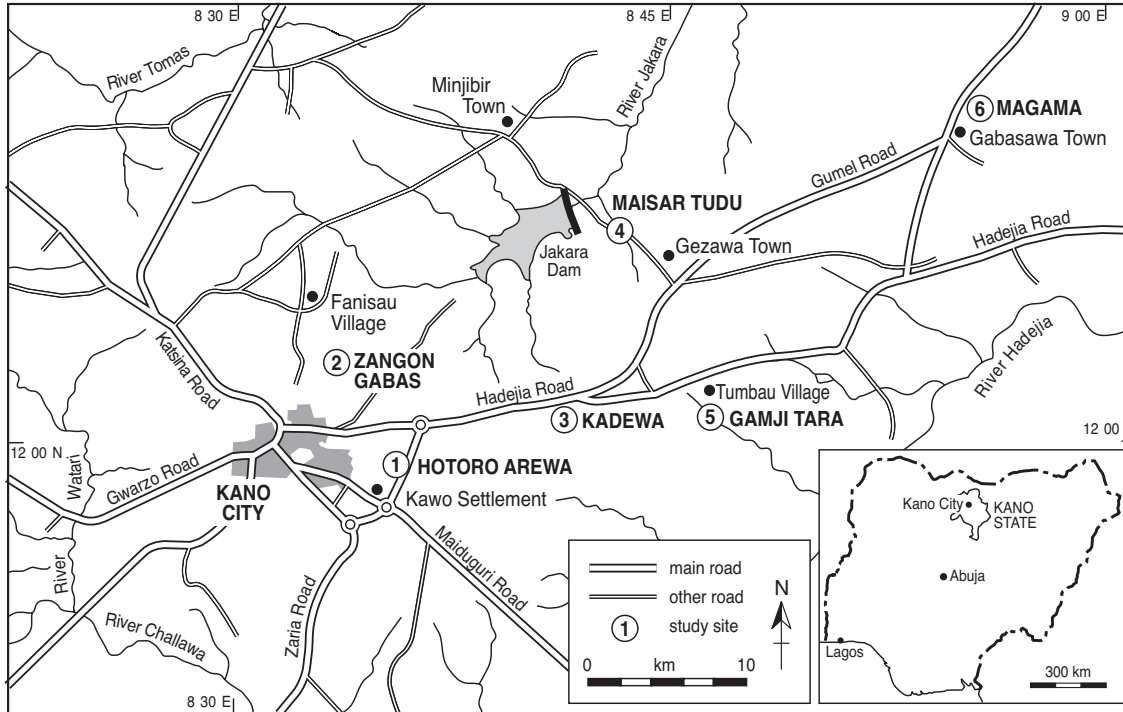 8 30 E
8 45 E
9 00 E
River Tomas
Minjibir
Town
River Jakara
6 MAGAMA
Gabasawa Town
Gumel Road
MAISAR TUDU
4
Hadejia Road
Gezawa Town
Jakara
Dam
Fanisau
Village
Katsina Road
River Hadejia
2 ZANGON
GABAS
Hadejia Road
Tumbau Village
3 KADEWA
5 GAMJI TARA
12 00 N
12 00
Watari
Gwarzo Road
1 HOTORO AREWA
KANO
CITY
Kawo Settlement
Maiduguri Road
River
River Challawa
Zaria Road
8 30 E
main road
other road
1 study site
N
0 km 10
Kano City
KANO
STATE
Abuja
Lagos
300 km